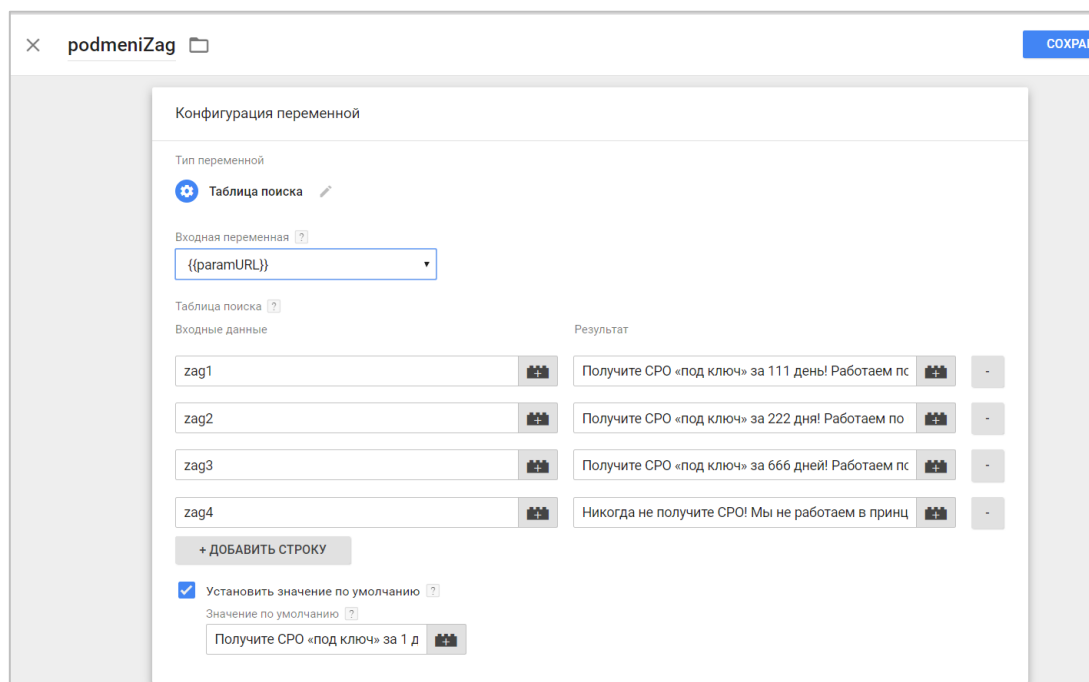 podmeniZag
СОХРА
Конфигурация переменной
Тип переменной
Таблица поиска
Входная переменная ?
{{paramURL}}
Таблица поиска ?
Входные данные Результат
zag1 Получите СРО «под ключ» за 111 день! Работаем пс -
zag2 Получите СРО «под ключ» за 222 дня! Работаем по -
zag3 Получите СРО «под ключ» за 666 дней! Работаем пс -
zag4 Никогда не получите СРО! Мы не работаем в принц -
+ ДОБАВИТЬ СТРОКУ
Установить значение по умолчанию ?
Значение по умолчанию ?
Получите СРО «под ключ» за 1 д